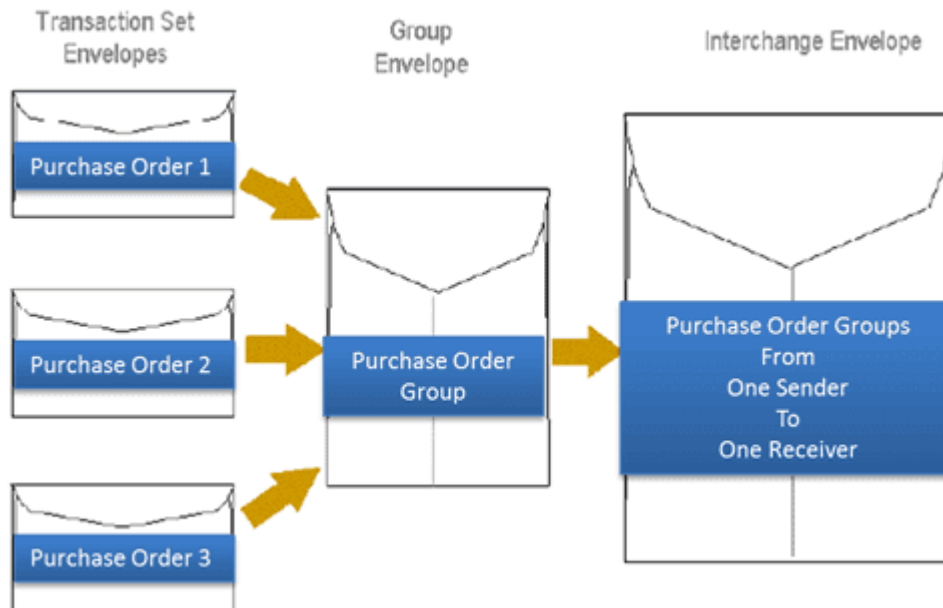 Transaction Set
Envelopes
Group
Envelope
Interchange Envelope
Purchase Order 1
Purchase Order 2
Purchase Order 3
Purchase Order
Group
Purchase Order Groups
From
One Sender
To
One Receiver